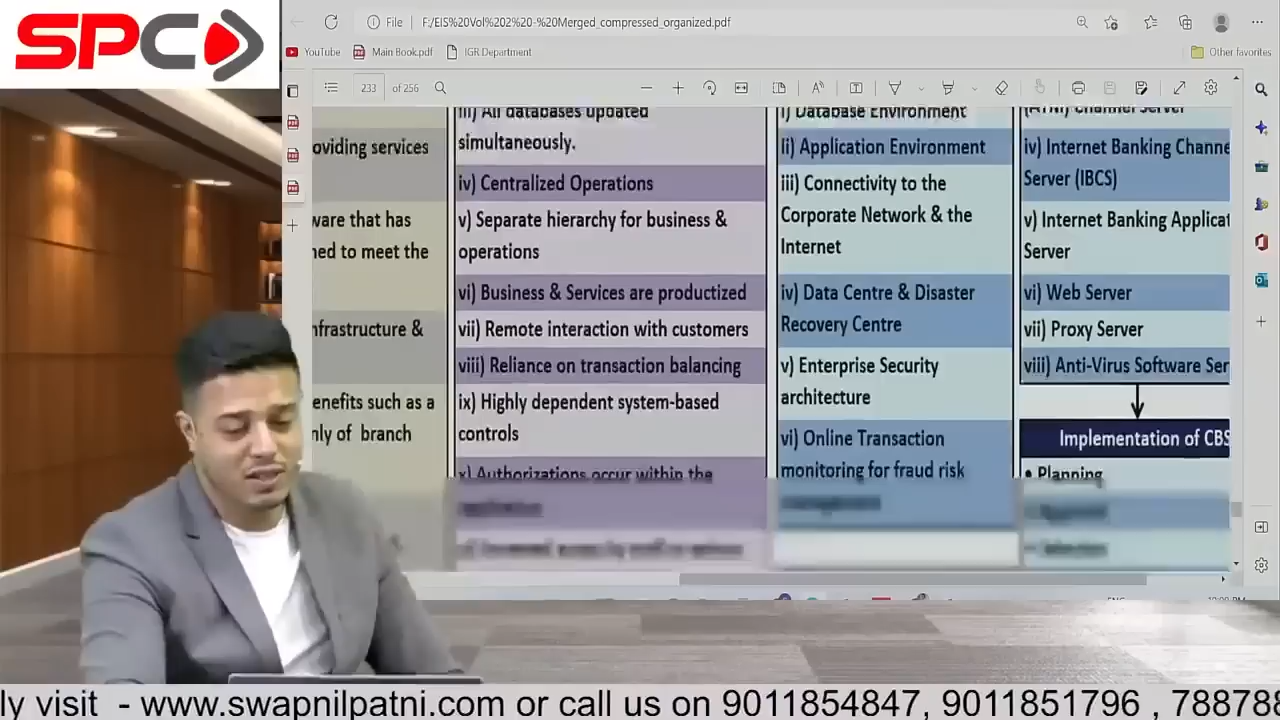 SPC
File
F:/EIS%20Vol%202%20-%20Merged_compressed_organized.pdf
YouTube
Main Book.pdf
IGR Department
Other favorites
233
of 256
oviding services
ware that has
ned to meet the
nfrastructure &
enefits such as a
nly of branch
iii) All databases updated
simultaneously.
iv) Centralized Operations
v) Separate hierarchy for business &
operations
vi) Business & Services are productized
vii) Remote interaction with customers
viii) Reliance on transaction balancing
ix) Highly dependent system-based
controls
x) Authorizations occur within the
i) Database Environment
ii) Application Environment
iii) Connectivity to the
Corporate Network & the
Internet
iv) Data Centre & Disaster
Recovery Centre
v) Enterprise Security
architecture
vi) Online Transaction
monitoring for fraud risk
management
(ATM) Channel Server
iv) Internet Banking Channe
Server (IBCS)
v) Internet Banking Applicat
Server
vi) Web Server
vii) Proxy Server
viii) Anti-Virus Software Ser
Implementation of CBS
• Planning
ly visit - www.swapnilpatni.com or call us on 9011854847, 9011851796 , 788788